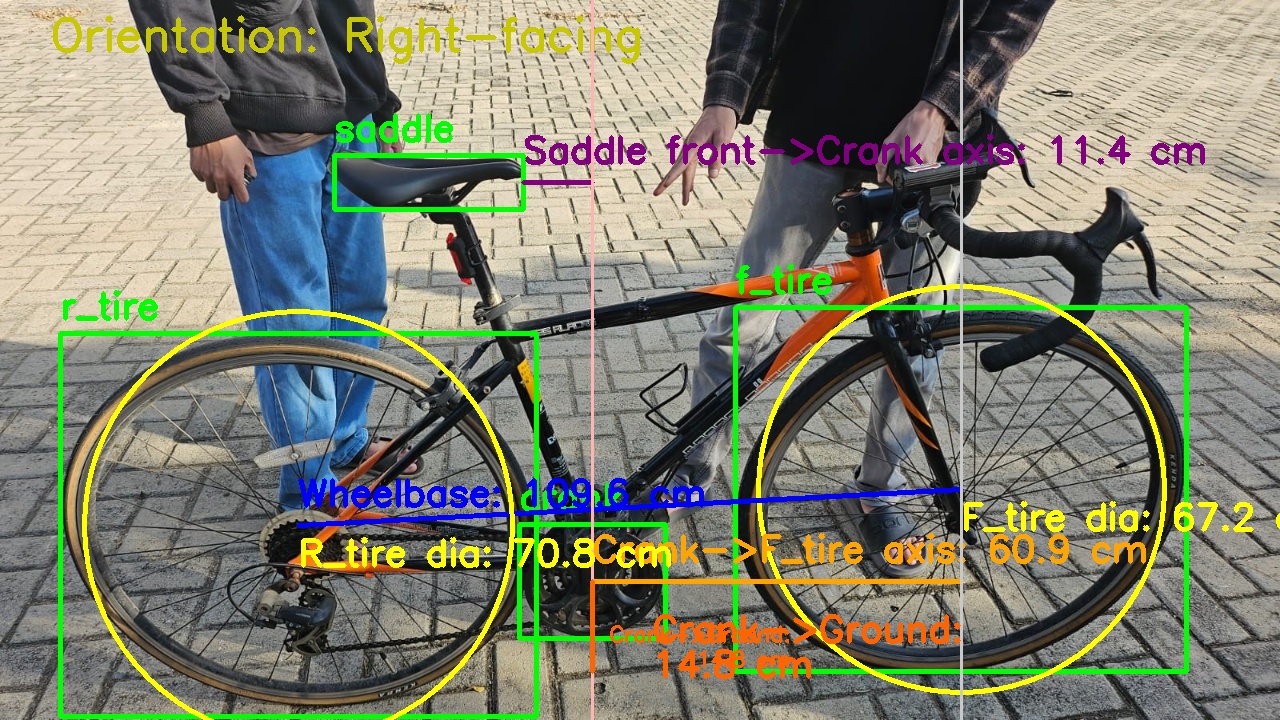 Orientation: Right-facing
saddle
Saddle front->Crank axis: 11.4 cm
f_tire
r_tire
Wheelbase: 109.6 cm
F_tire dia: 67.2 c
R_tire dia: 70.8 cm
Crank->F_tire axis: 60.9 cm
Crank->Ground:
14.8 cm